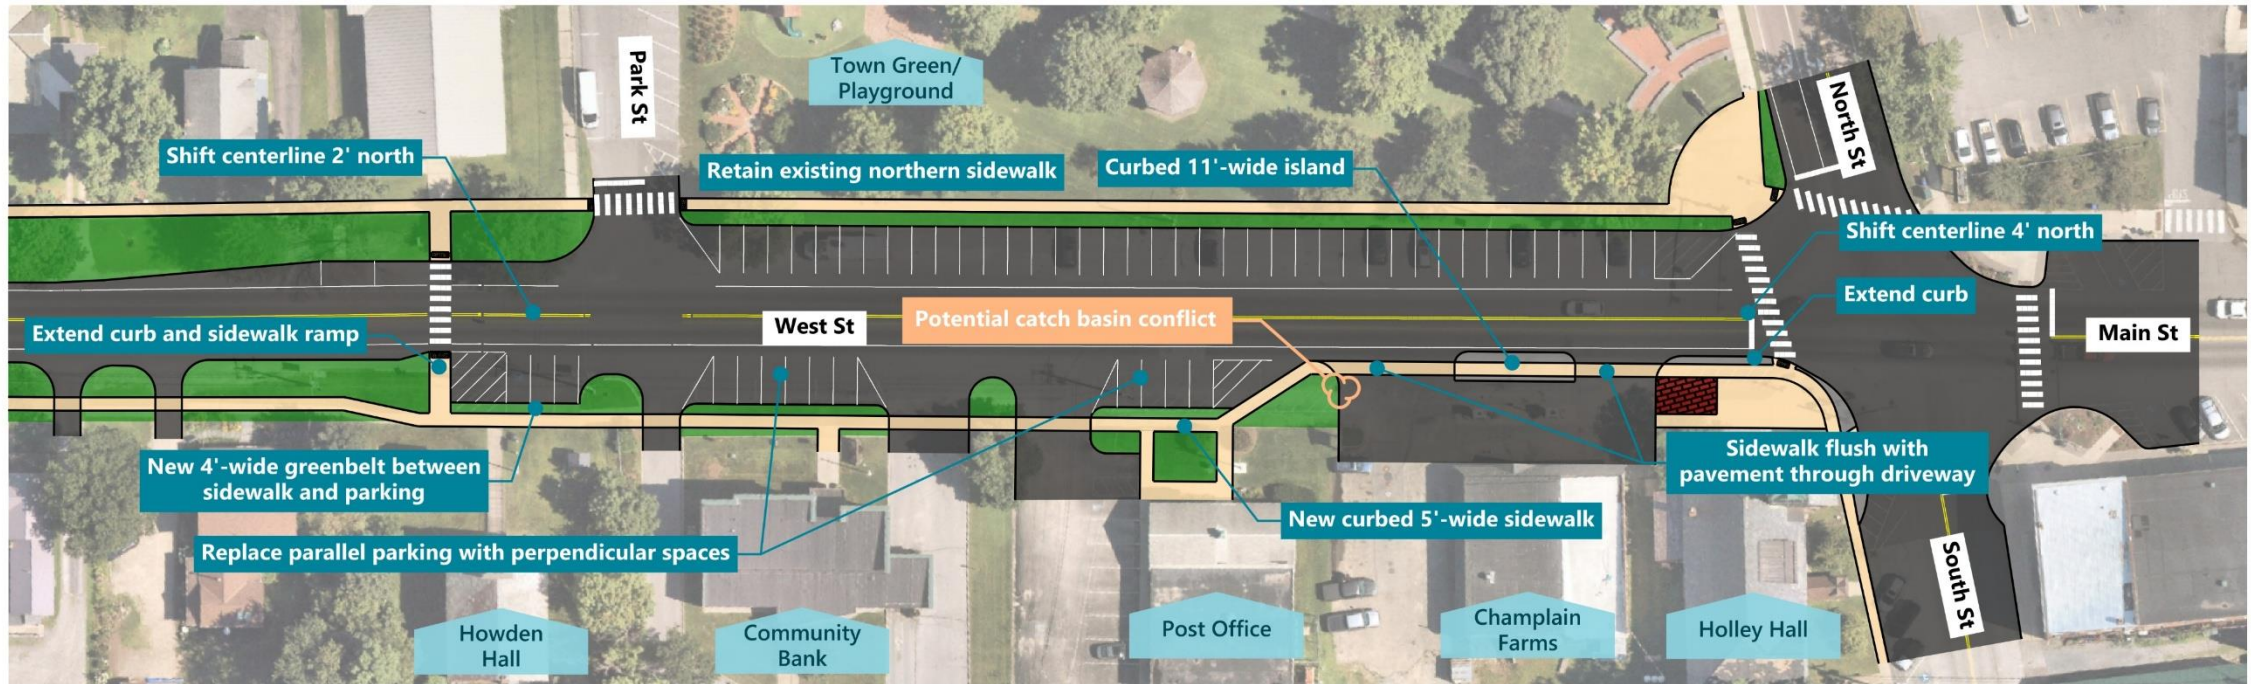 Park St
Town Green/
Playground
North St
Shift centerline 2' north
Retain existing northern sidewalk
Curbed 11'-wide island
Shift centerline 4' north
Extend curb
Extend curb and sidewalk ramp
West St
Potential catch basin conflict
Main St
New 4'-wide greenbelt between
sidewalk and parking
Sidewalk flush with
pavement through driveway
New curbed 5'-wide sidewalk
Replace parallel parking with perpendicular spaces
South St
Howden
Hall
Community
Bank
Post Office
Champlain
Farms
Holley Hall